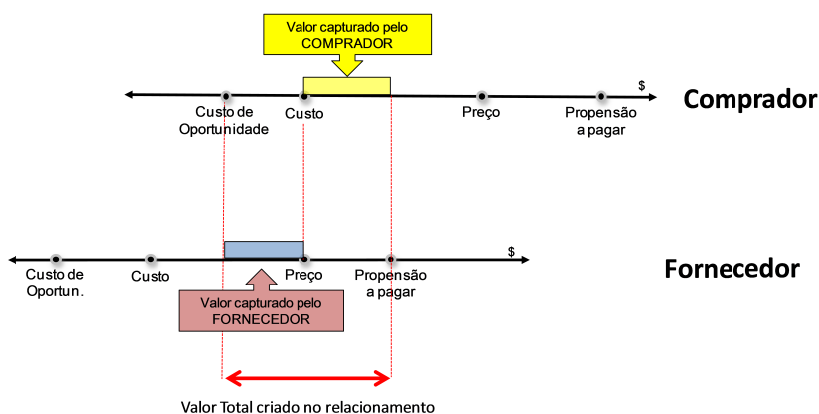 Valor capturado pelo
COMPRADOR
$
Comprador
Custo de
Oportunidade
Custo
Preço
Propensão
a pagar
$
Fornecedor
Custo de
Oportun.
Custo
Preço
Propensão
a pagar
Valor capturado pelo
FORNECEDOR
Valor Total criado no relacionamento